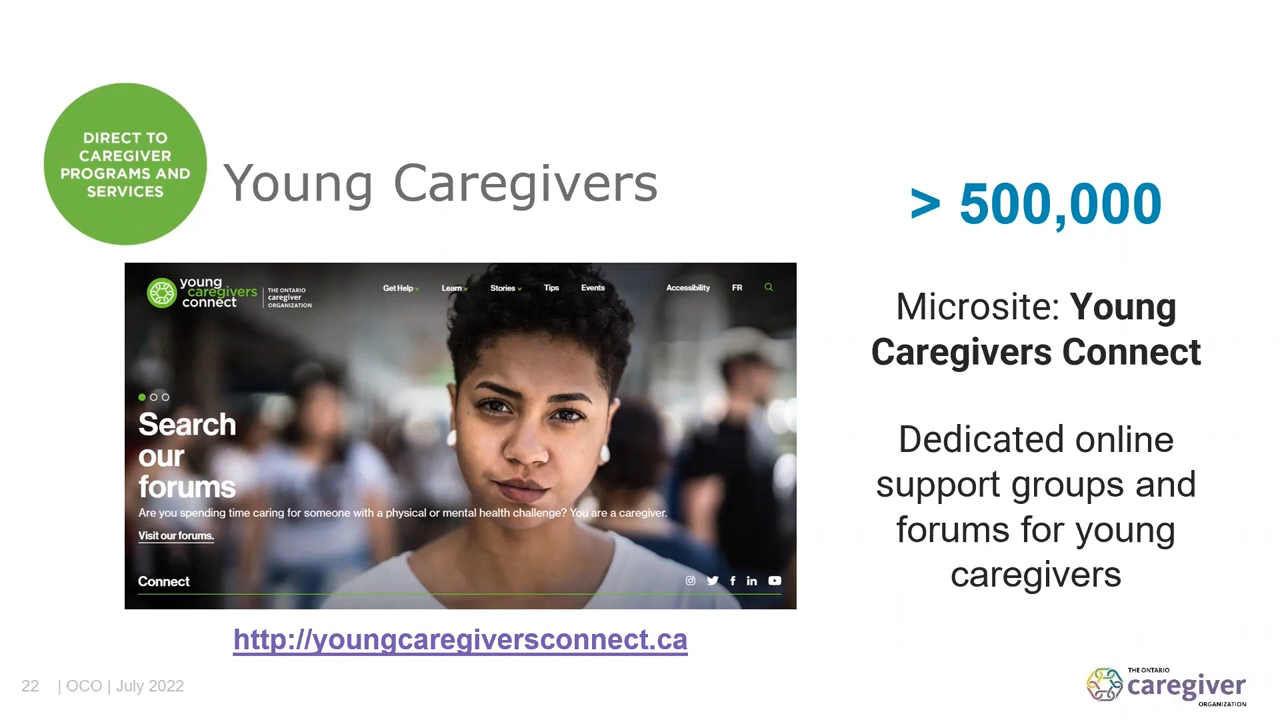 DIRECT TO
CAREGIVER
PROGRAMS AND
SERVICES
Young Caregivers
young
caregivers
connect
THE ONTARIO
caregiver
ORGANIZATION
Get Help
Learn
Stories
Tips
Events
Accessibility
FR
Search
our
forums
Are you spending time caring for someone with a physical or mental health challenge? You are a caregiver.
Visit our forums.
Connect
http://youngcaregiversconnect.ca
> 500,000
Microsite: Young
Caregivers Connect
Dedicated online
support groups and
forums for young
caregivers
22 | OCO | July 2022
THE ONTARIO
caregiver
ORGANIZATION